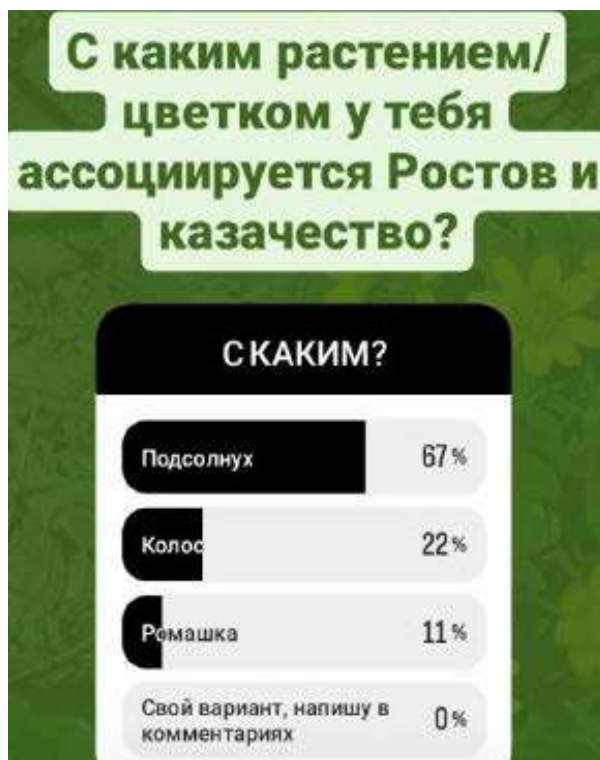 С каким растением/
цветком у тебя
ассоциируется Ростов и
казачество?
С КАКИМ?
Подсолнух 67%
Колос 22%
Ромашка 11%
Свой вариант, напишу в
комментариях 0%